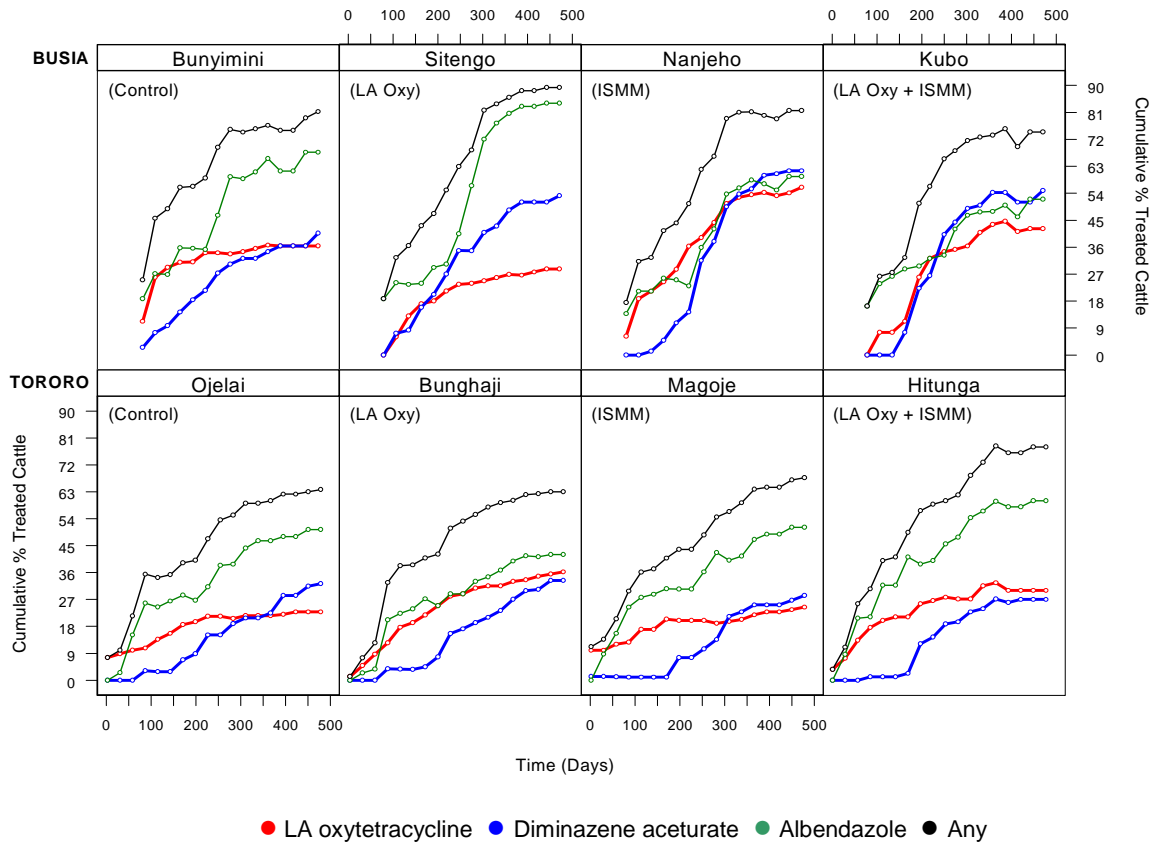 0 100 200 300 400 500 0 100 200 300 400 500
BUSIA Bunyimini Sitengo Nanjeho Kubo
(Control) (LA Oxy) (ISMM) (LA Oxy + ISMM)
90
81
72
63
54
45
36
27
18
9
0
Cumulative % Treated Cattle
TORORO Ojelai Bunghaji Magoje Hitunga
(Control) (LA Oxy) (ISMM) (LA Oxy + ISMM)
Cumulative % Treated Cattle
90
81
72
63
54
45
36
27
18
9
0
0 100 200 300 400 500 0 100 200 300 400 500
Time (Days)
LA oxytetracycline Diminazene aceturate Albendazole Any